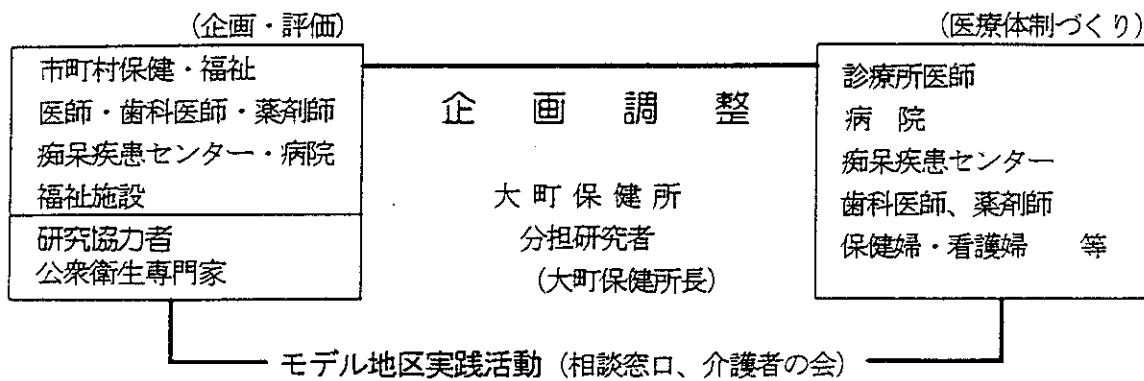 (企画・評価)
市町村保健・福祉
医師・歯科医師・薬剤師
痴呆疾患センター・病院
福祉施設
研究協力者
公衆衛生専門家
企画調整
大町保健所
分担研究者
(大町保健所長)
(医療体制づくり)
診療所医師
病 院
痴呆疾患センター
歯科医師、薬剤師
保健婦・看護婦 等
モデル地区実践活動 (相談窓口、介護者の会)